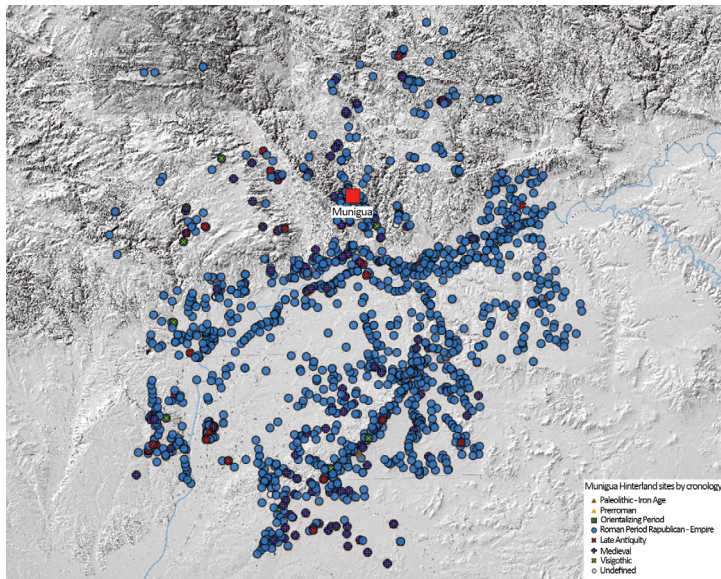 Munigua
Munigua Hinterland sites by cronology
Paleolithic - Iron Age
Prerroman
Orientalizing Period
Roman Period Rapublican - Empire
Late Antiquity
Medieval
Visigothic
Undefined